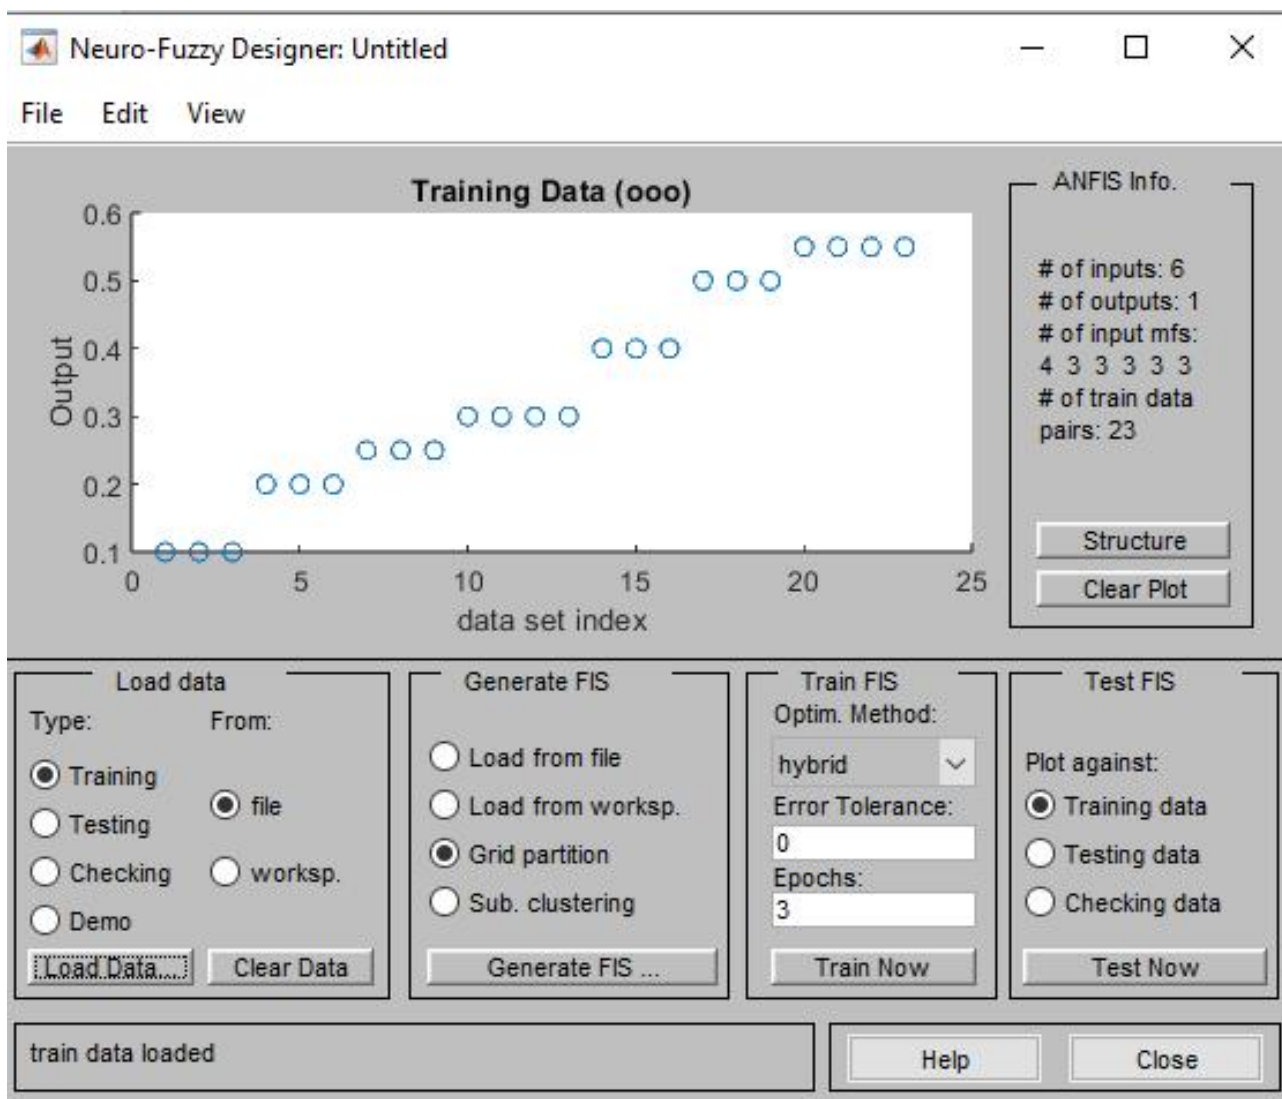 Neuro-Fuzzy Designer: Untitled
File Edit View
Training Data (ooo)
0.6
0.5
0.4
0.3
0.2
0.1
Output
0 5 10 15 20 25
data set index
ANFIS Info.
# of inputs: 6
# of outputs: 1
# of input mfs:
4 3 3 3 3 3
# of train data
pairs: 23
Structure
Clear Plot
Load data
Type: From:
Training
file
Testing
Checking
worksp.
Demo
Load Data... Clear Data
Generate FIS
Load from file
Load from worksp.
Grid partition
Sub. clustering
Generate FIS ...
Train FIS
Optim. Method:
hybrid
Error Tolerance:
0
Epochs:
3
Train Now
Test FIS
Plot against:
Training data
Testing data
Checking data
Test Now
train data loaded
Help Close